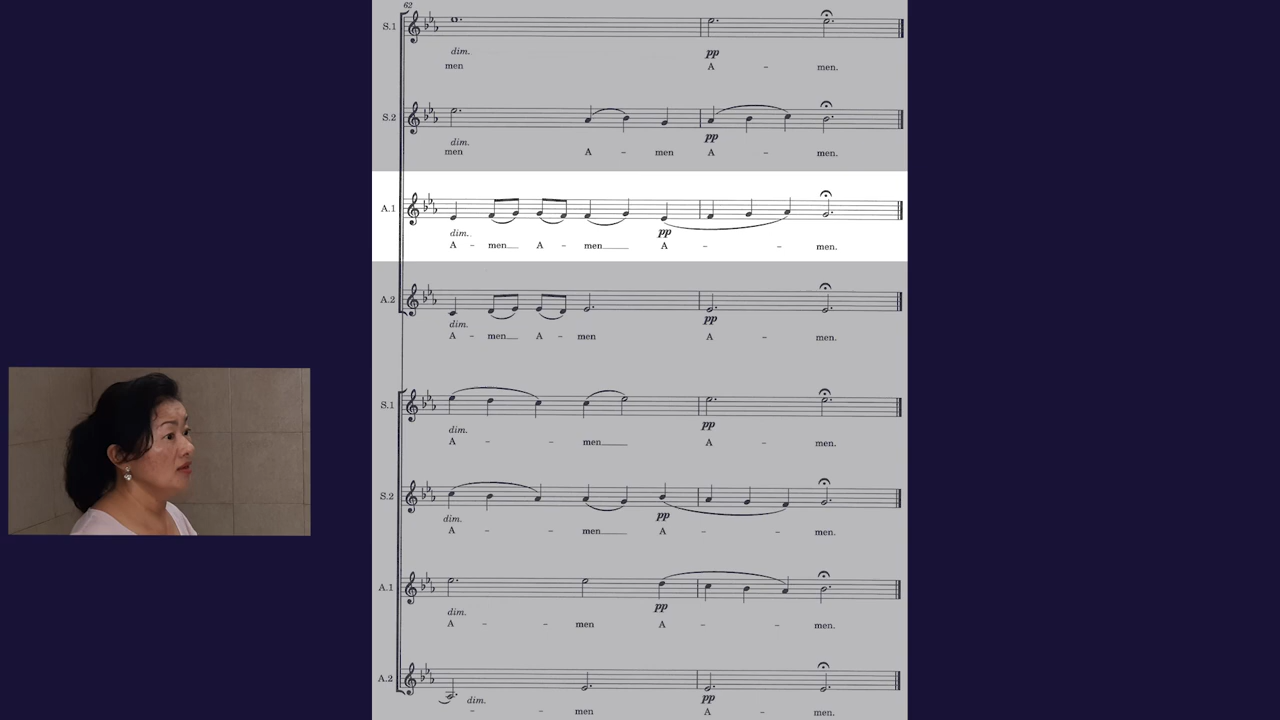 62
S.1
dim.
pp
men A - men.
S.2
dim.
pp
men A - men A - men.
A.1
dim.
pp
A - men A - men A - - men.
A.2
dim.
pp
A - men A - men A - men.
S.1
dim.
pp
A - - men A - men.
S.2
dim.
pp
A - - men A - - men.
A.1
dim.
pp
A - - men A - - men.
A.2
dim.
pp
- - men A - men.